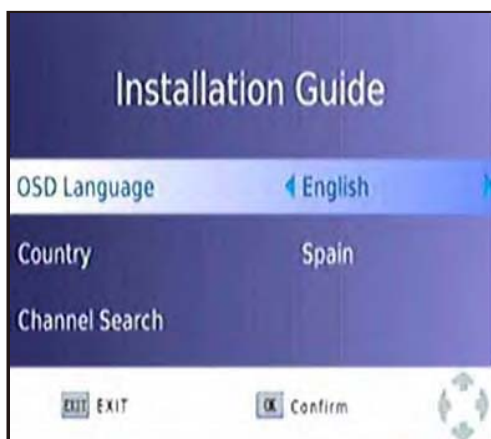 Installation Guide
OSD Language English
Country Spain
Channel Search
EXIT EXIT OK Confirm